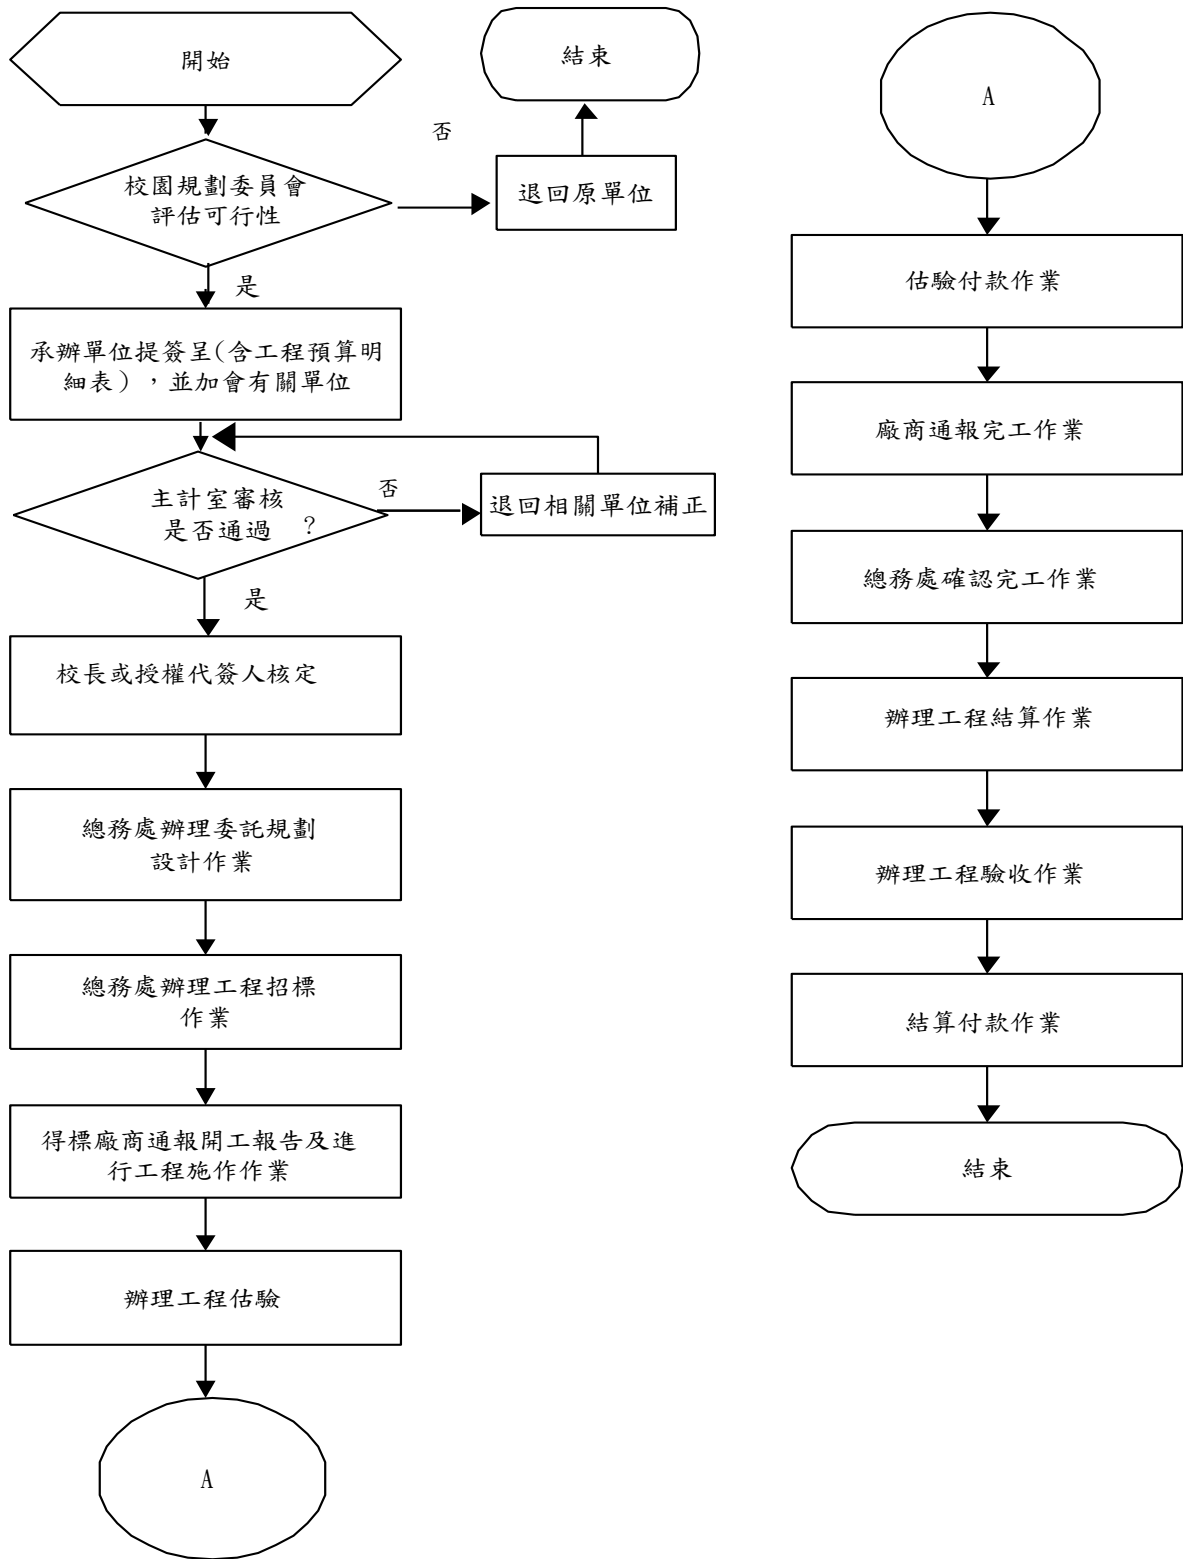 開始
校園規劃委員會
評估可行性
否
退回原單位
結束
是
承辦單位提簽呈(含工程預算明
細表），並加會有關單位
主計室審核
是否通過 ?
否
退回相關單位補正
是
校長或授權代簽人核定
總務處辦理委託規劃
設計作業
總務處辦理工程招標
作業
得標廠商通報開工報告及進
行工程施作作業
辦理工程估驗
A
A
估驗付款作業
廠商通報完工作業
總務處確認完工作業
辦理工程結算作業
辦理工程驗收作業
結算付款作業
結束